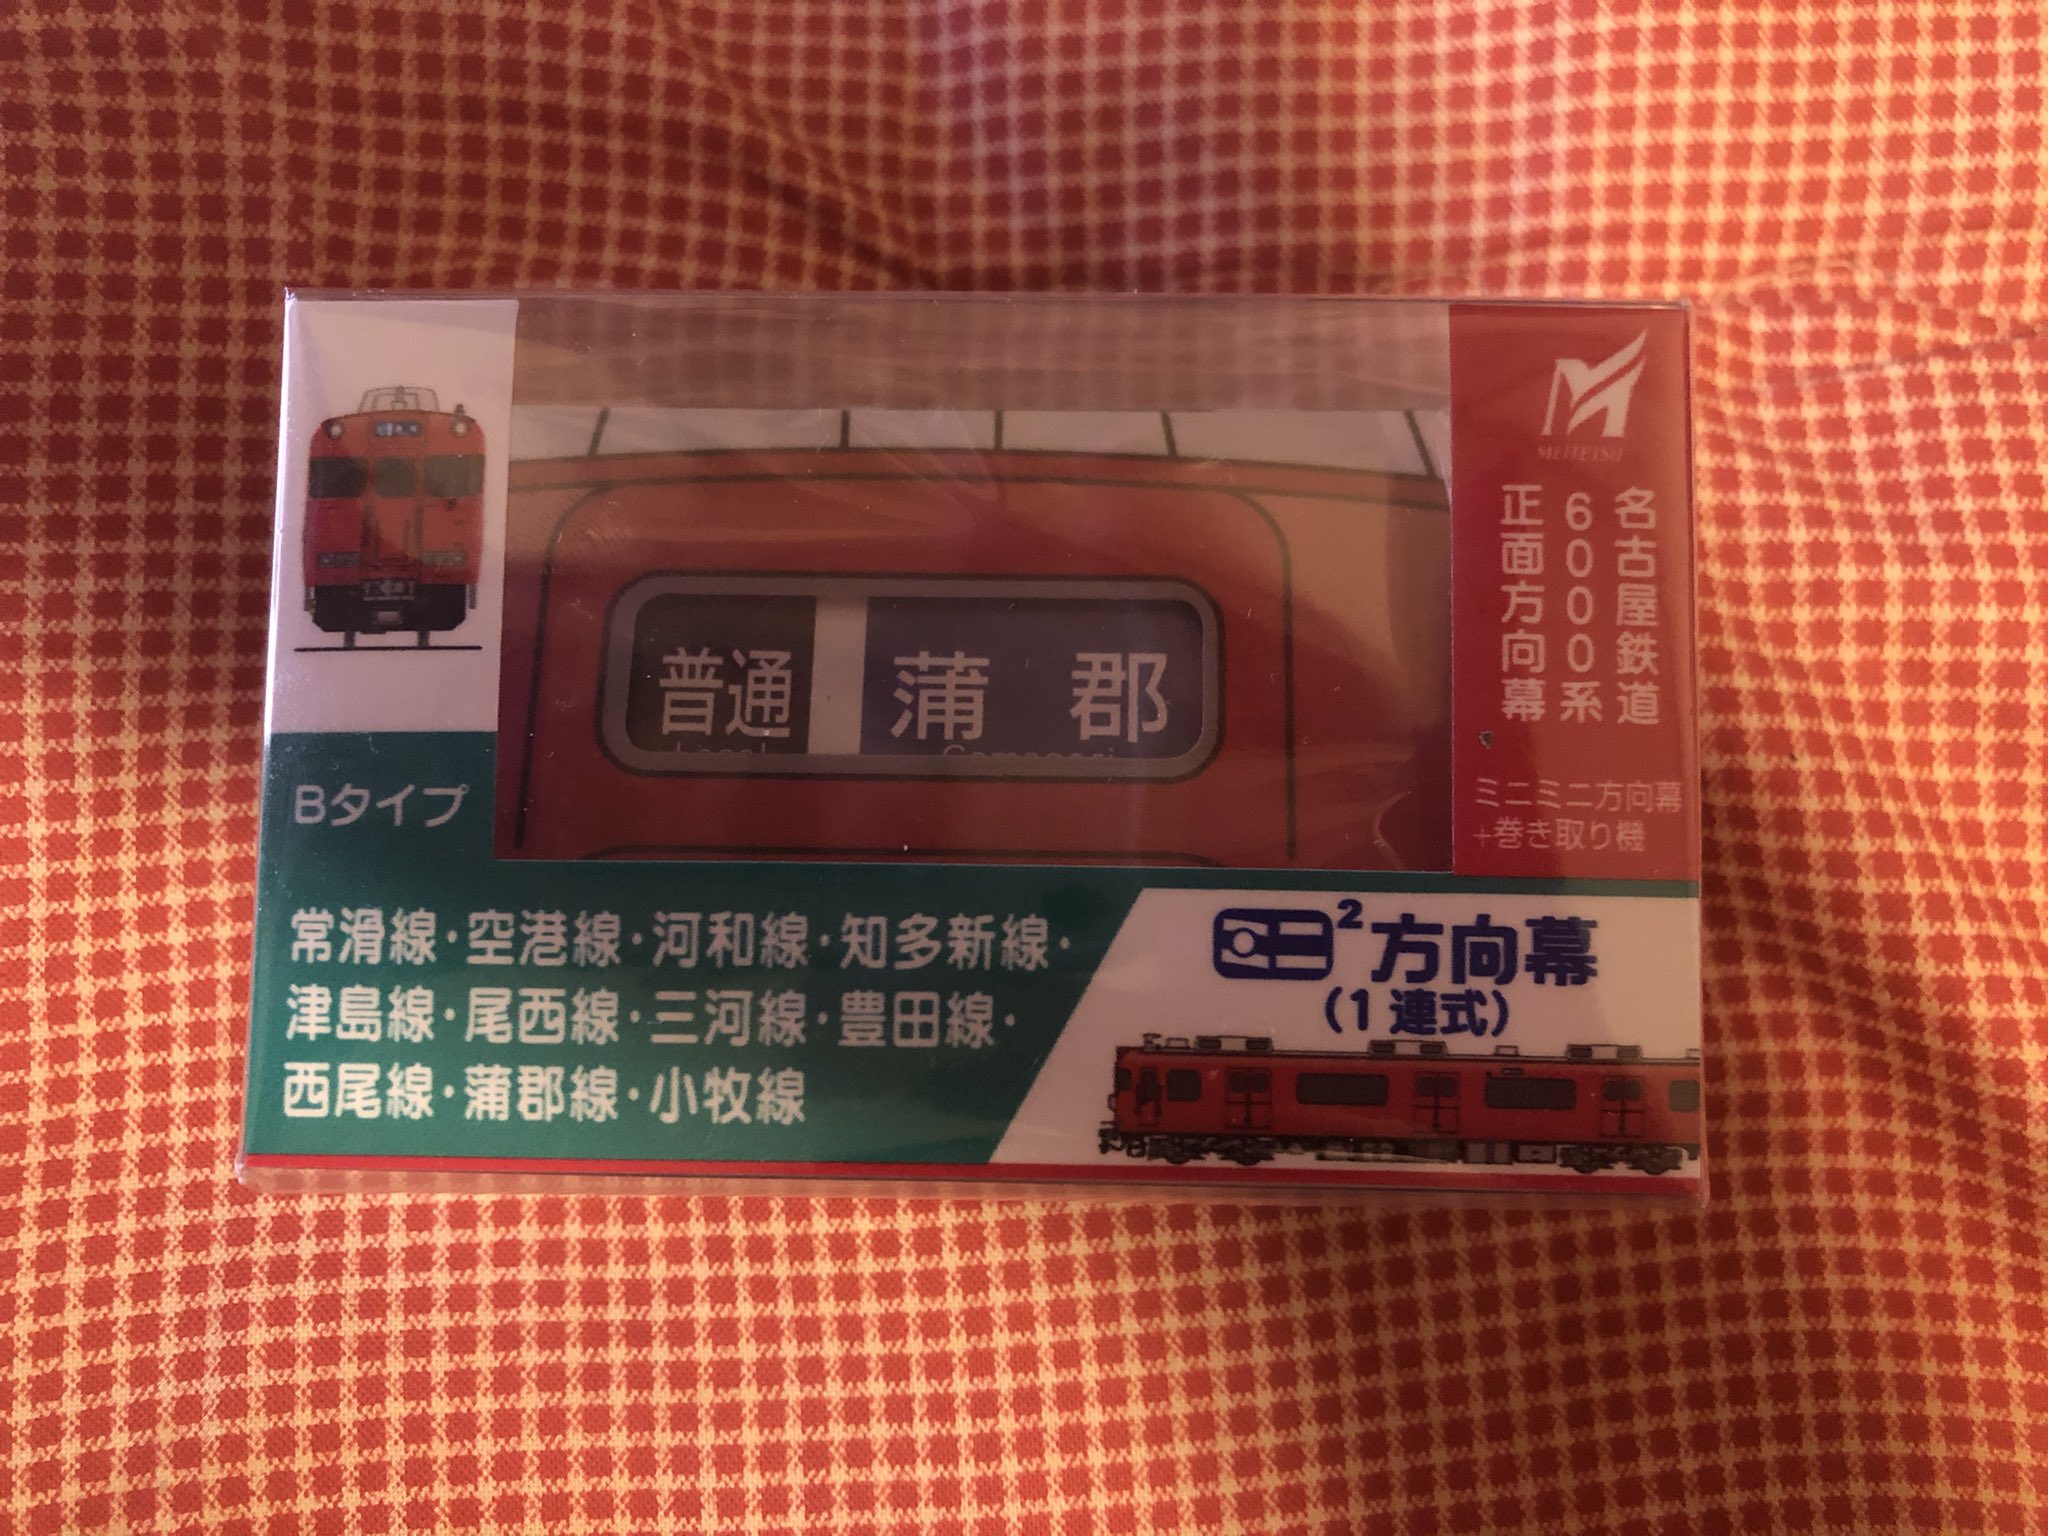 MEITETSU
名古屋鉄道
6000系
正面方向幕
ミニミニ方向幕
+巻き取り機
普通
蒲郡
Bタイプ
常滑線・空港線・河和線・知多新線・
津島線・尾西線・三河線・豊田線・
西尾線・蒲郡線・小牧線
ミニ2方向幕
(1連式)